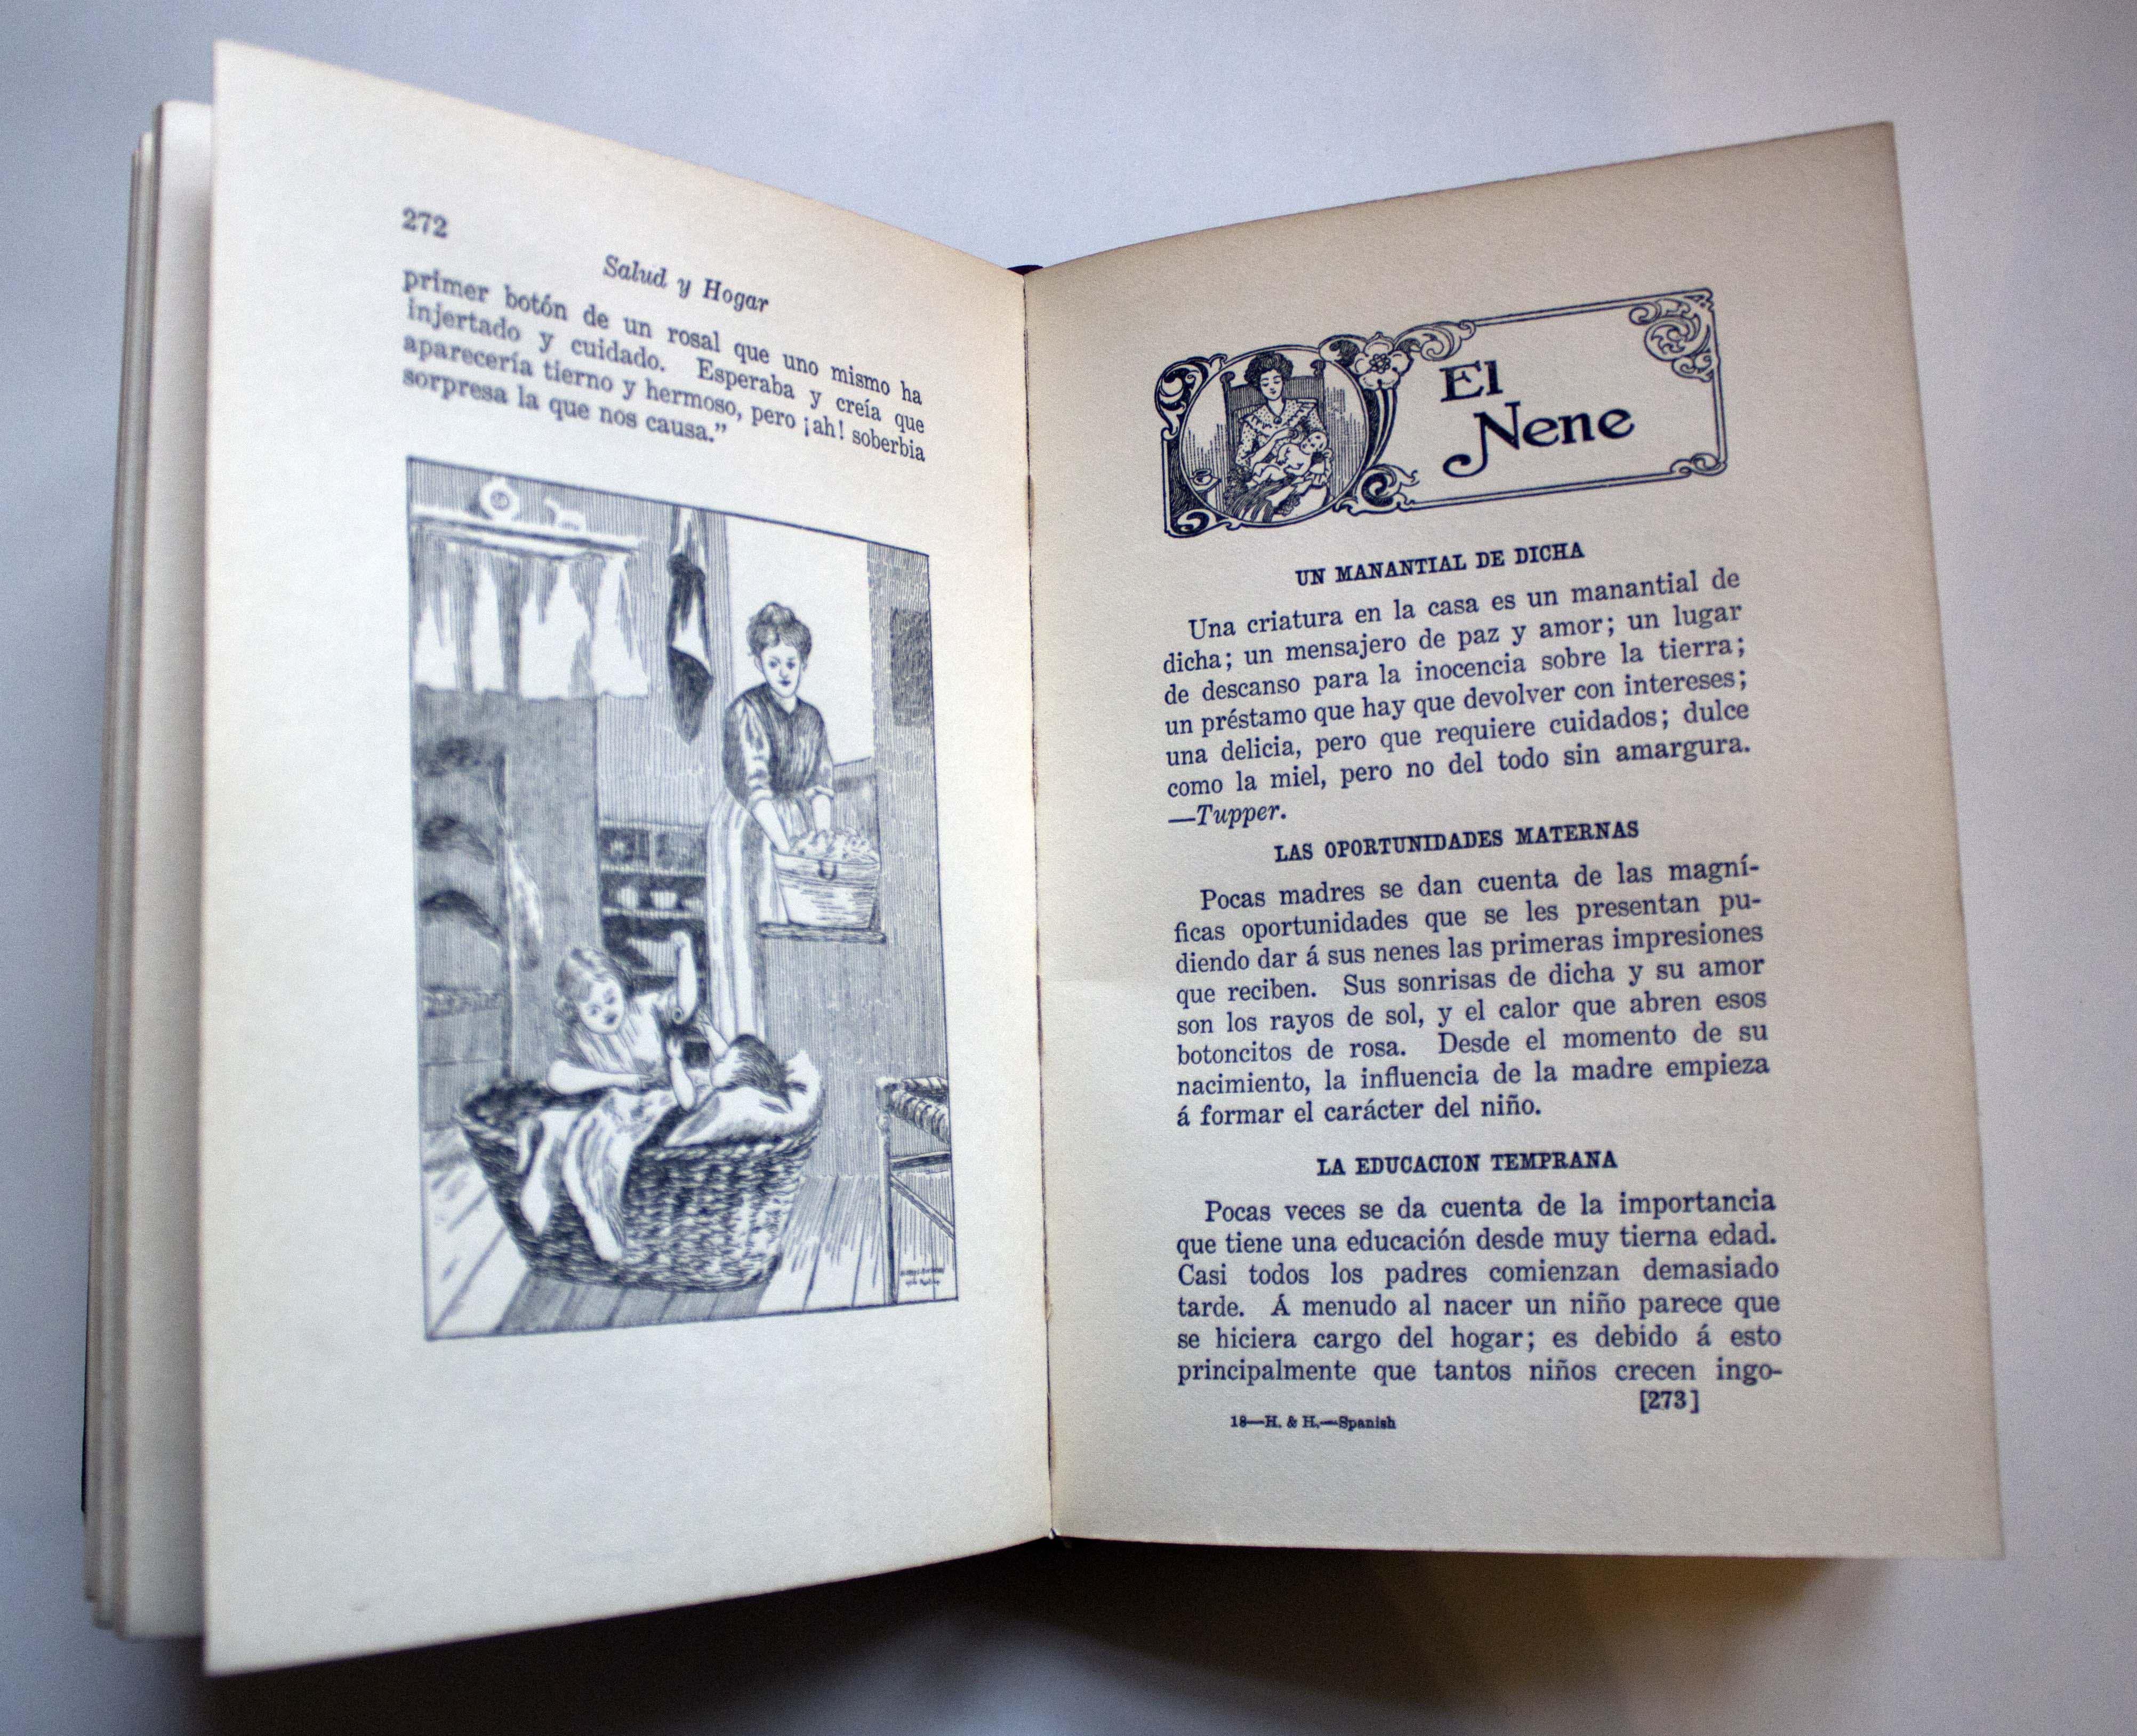 272
Salud y Hogar
primer botón de un rosal que uno mismo ha
injertado y cuidado. Esperaba y creía que
aparecería tierno y hermoso, pero ¡ah! soberbia
sorpresa la que nos causa.”
El
Nene
UN MANANTIAL DE DICHA
Una criatura en la casa es un manantial de
dicha; un mensajero de paz y amor; un lugar
de descanso para la inocencia sobre la tierra;
un préstamo que hay que devolver con intereses;
una delicia, pero que requiere cuidados; dulce
como la miel, pero no del todo sin amargura.
—Tupper.
LAS OPORTUNIDADES MATERNAS
Pocas madres se dan cuenta de las magní-
ficas oportunidades que se les presentan pu-
diendo dar á sus nenes las primeras impresiones
que reciben. Sus sonrisas de dicha y su amor
son los rayos de sol, y el calor que abren esos
botoncitos de rosa. Desde el momento de su
nacimiento, la influencia de la madre empieza
á formar el carácter del niño.
LA EDUCACION TEMPRANA
Pocas veces se da cuenta de la importancia
que tiene una educación desde muy tierna edad.
Casi todos los padres comienzan demasiado
tarde. Á menudo al nacer un niño parece que
se hiciera cargo del hogar; es debido á esto
principalmente que tantos niños crecen ingo-
[273]
18—H. & H.—Spanish